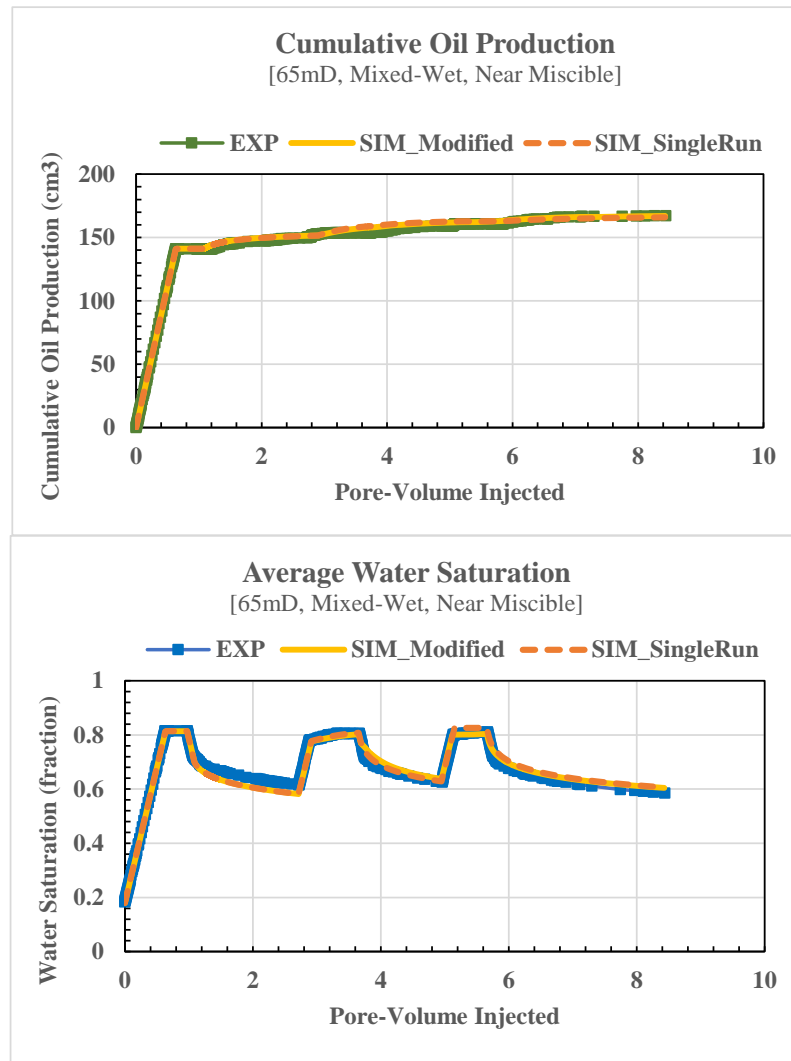 Cumulative Oil Production
[65mD, Mixed-Wet, Near Miscible]
EXP SIM_Modified SIM_SingleRun
Cumulative Oil Production (cm3)
200
150
100
50
0
0 2 4 6 8 10
Pore-Volume Injected
Average Water Saturation
[65mD, Mixed-Wet, Near Miscible]
EXP SIM_Modified SIM_SingleRun
Water Saturation (fraction)
1
0.8
0.6
0.4
0.2
0
0 2 4 6 8 10
Pore-Volume Injected